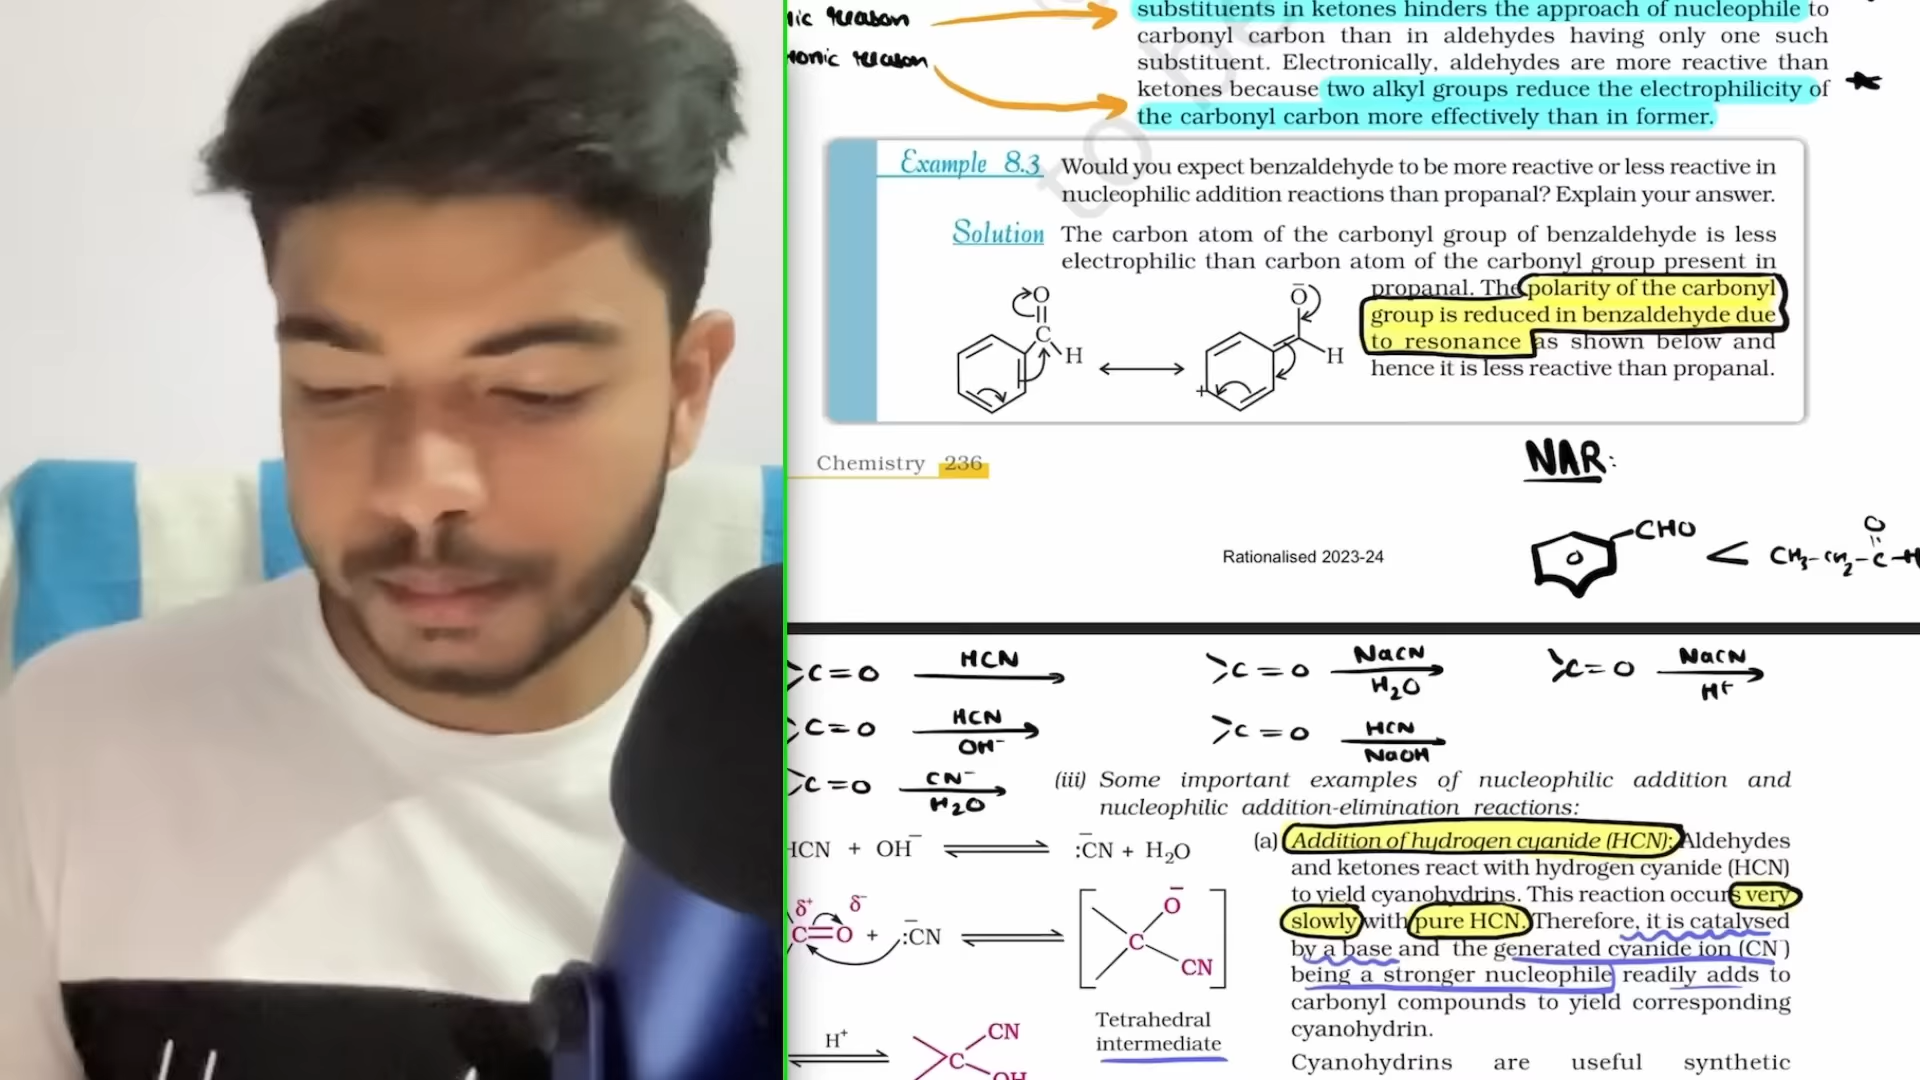 reason
substituents in ketones hinders the approach of nucleophile to
carbonyl carbon than in aldehydes having only one such
reason
substituent. Electronically, aldehydes are more reactive than
ketones because two alkyl groups reduce the electrophilicity of
the carbonyl carbon more effectively than in former.
Example 8.3
Would you expect benzaldehyde to be more reactive or less reactive in
nucleophilic addition reactions than propanal? Explain your answer.
Solution
The carbon atom of the carbonyl group of benzaldehyde is less
electrophilic than carbon atom of the carbonyl group present in
propanal. The polarity of the carbonyl
group is reduced in benzaldehyde due
to resonance as shown below and
hence it is less reactive than propanal.
O
C
H
Ō
H
+
Chemistry 236
NAR:
Rationalised 2023-24
CHO < CH₃-CH₂-C-H
O
C=O HCN
C=O NaCN
H₂O
C=O NaCN
H+
C=O HCN
OH⁻
C=O HCN
NaOH
C=O CN⁻
H₂O
(iii) Some important examples of nucleophilic addition and
nucleophilic addition-elimination reactions:
HCN + OH⁻ ⇌ :C̄N + H₂O
(a) Addition of hydrogen cyanide (HCN): Aldehydes
and ketones react with hydrogen cyanide (HCN)
to yield cyanohydrins. This reaction occurs very
slowly with pure HCN. Therefore, it is catalysed
by a base and the generated cyanide ion (CN⁻)
being a stronger nucleophile readily adds to
carbonyl compounds to yield corresponding
cyanohydrin.
δ+ δ-
C=O + :C̄N ⇌
Ō
C
CN
Tetrahedral
intermediate
H⁺
CN
C
OH
Cyanohydrins are useful synthetic